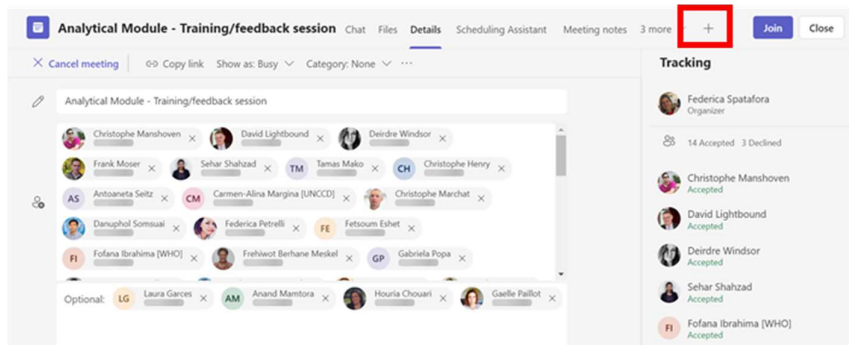 Analytical Module - Training/feedback session Chat Files Details Scheduling Assistant Meeting notes 3 more + Join Close
Cancel meeting Copy link Show as: Busy Category: None ...
Analytical Module - Training/feedback session
Christophe Manshoven × David Lightbound × Deirdre Windsor ×
Frank Moser × Sehar Shahzad × TM Tamas Mako × CH Christophe Henry ×
AS Antoaneta Seitz × CM Carmen-Alina Margina [UNCCD] × Christophe Marchat ×
Danuphol Somsuai × Federica Petrelli × FE Fetsoum Eshet ×
FI Fofana Ibrahima [WHO] × Frehiwot Berhane Meskel × GP Gabriela Popa ×
Optional: LG Laura Garces × AM Anand Mamtora × Houria Chouari × Gaelle Paillot ×
Tracking
Federica Spatafora
Organizer
14 Accepted 3 Declined
Christophe Manshoven
Accepted
David Lightbound
Accepted
Deirdre Windsor
Accepted
Sehar Shahzad
Accepted
FI Fofana Ibrahima [WHO]
Accepted